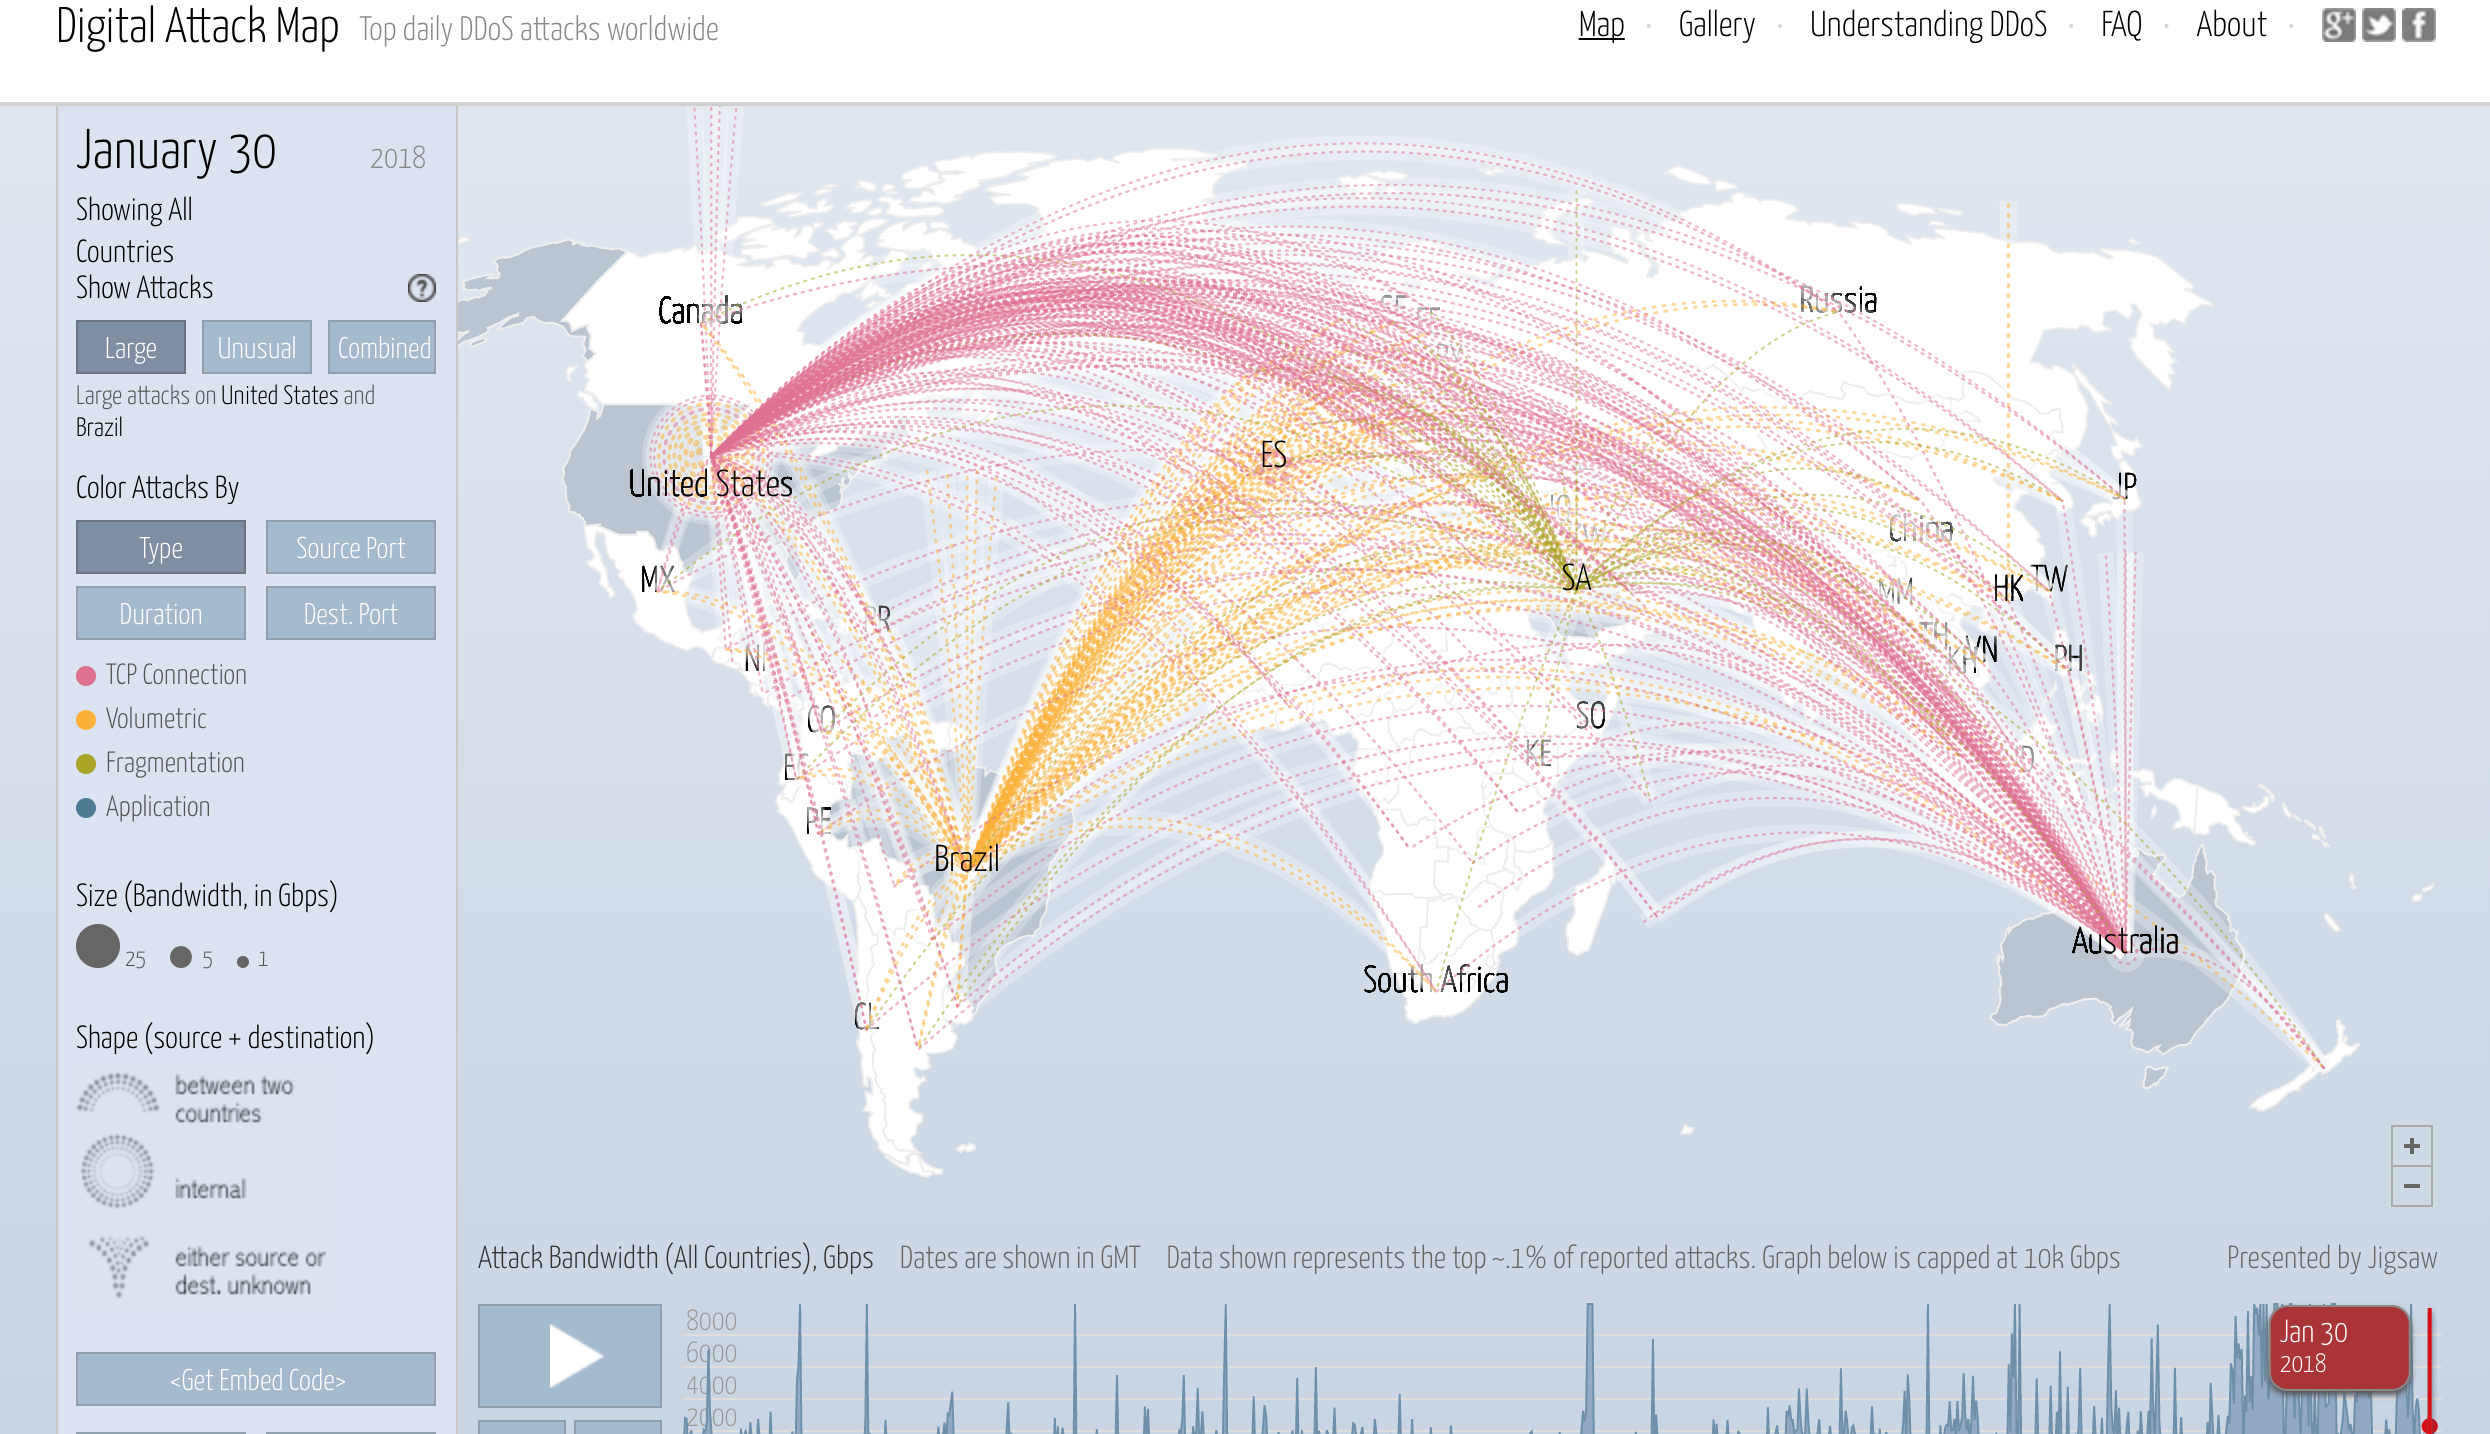 Digital Attack Map Top daily DDoS attacks worldwide
Map · Gallery · Understanding DDoS · FAQ · About · g+ f
January 30 2018
Showing All
Countries
Show Attacks ?
Large Unusual Combined
Large attacks on United States and
Brazil
Color Attacks By
Type Source Port
Duration Dest. Port
TCP Connection
Volumetric
Fragmentation
Application
Size (Bandwidth, in Gbps)
25 5 1
Shape (source + destination)
between two
countries
internal
either source or
dest. unknown
<Get Embed Code>
Canada
Russia
ES
United States
JP
China
MX
SA
MM
HK
TW
TH
VN
KH
PH
NI
CO
SO
KE
PE
Brazil
Australia
South Africa
CL
+
−
Attack Bandwidth (All Countries), Gbps Dates are shown in GMT Data shown represents the top ~.1% of reported attacks. Graph below is capped at 10k Gbps Presented by Jigsaw
8000
6000
4000
2000
Jan 30
2018